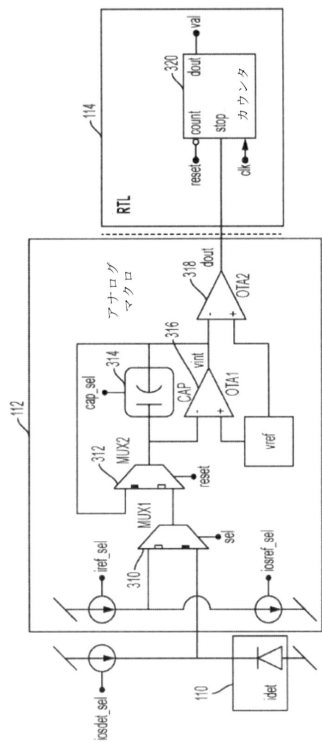 112
iosdet_sel
iref_sel
310
MUX1
sel
iosref_sel
110
idet
312
MUX2
reset
cap_sel
314
アナログ
マクロ
CAP
316
vint
OTA1
vref
dout
318
OTA2
114
RTL
320
reset
count
dout
val
stop
カウンタ
clk